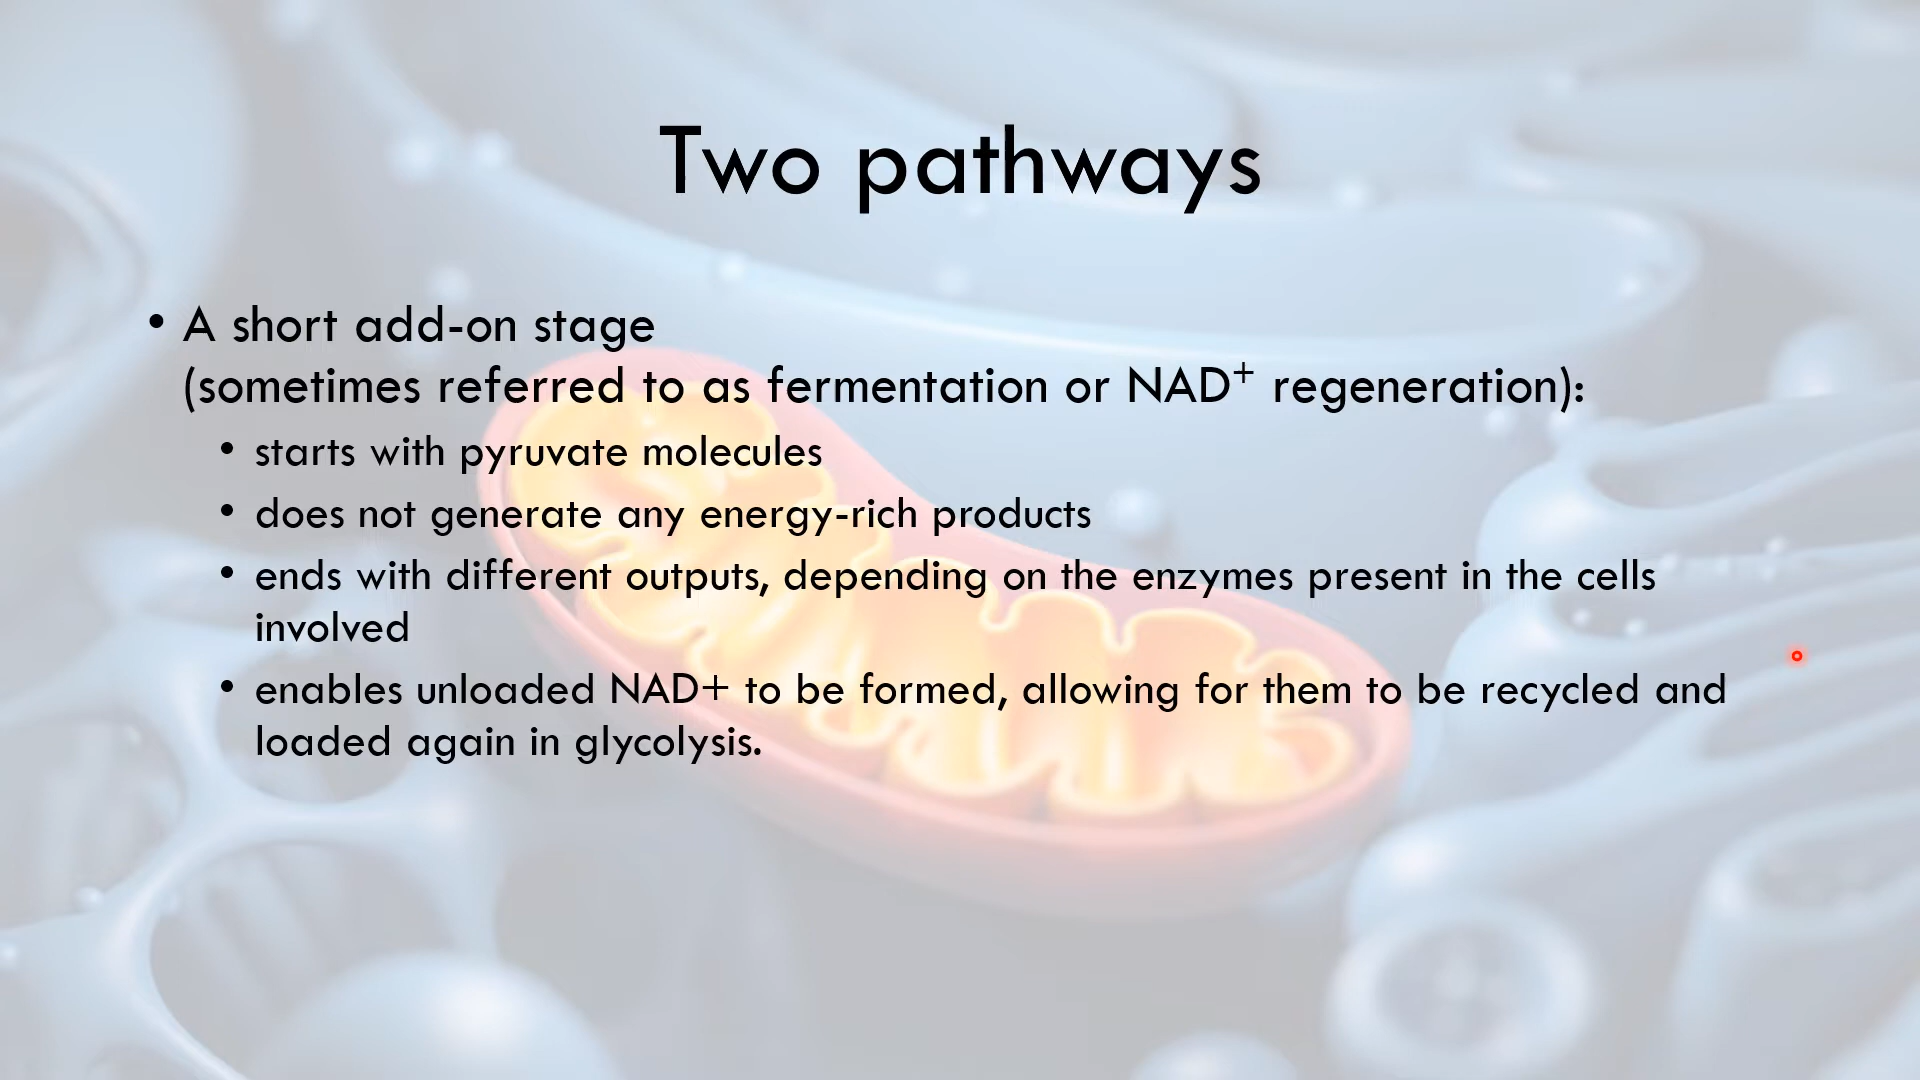 Two pathways
• A short add-on stage
(sometimes referred to as fermentation or NAD⁺ regeneration):
• starts with pyruvate molecules
• does not generate any energy-rich products
• ends with different outputs, depending on the enzymes present in the cells
involved
• enables unloaded NAD+ to be formed, allowing for them to be recycled and
loaded again in glycolysis.